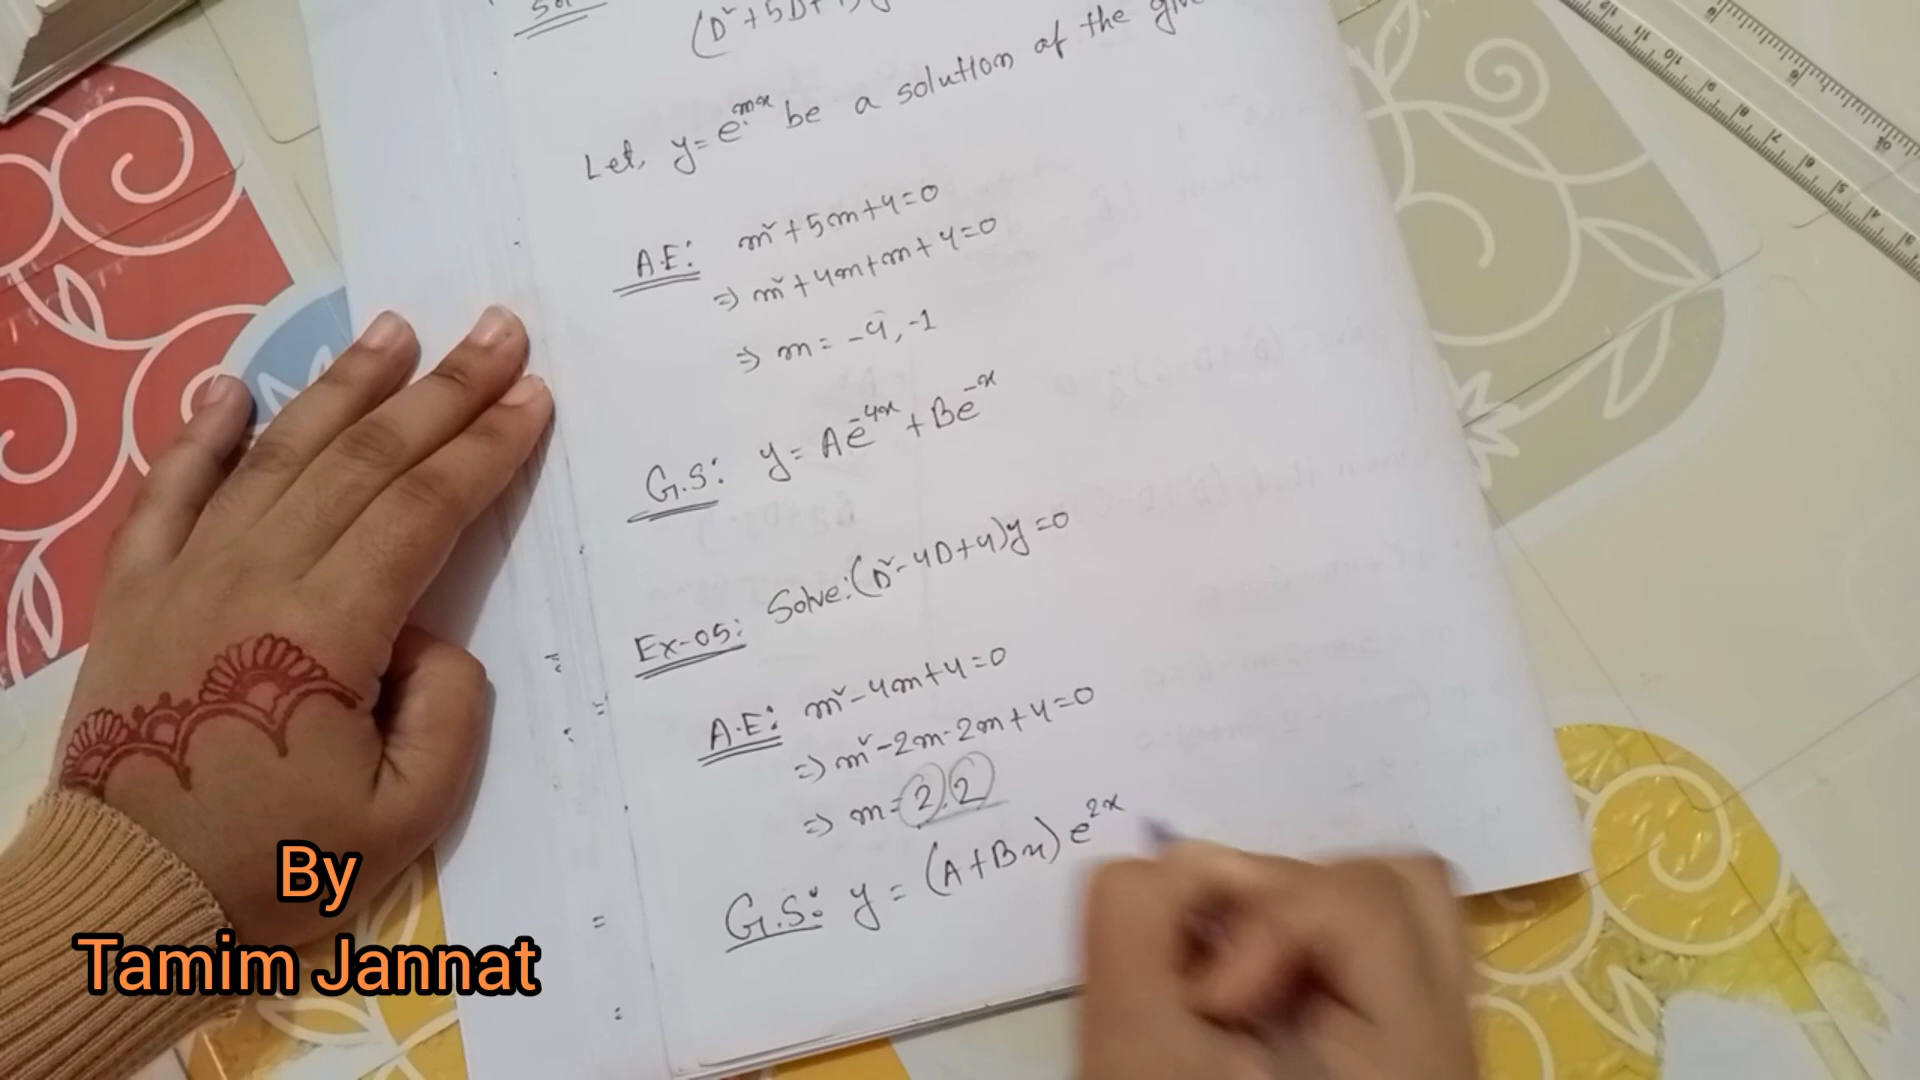 (D² + 5D +
Let, y = e^mx be a solution of the
A.E: m² + 5m + 4 = 0
⇒ m² + 4m + m + 4 = 0
⇒ m = -4, -1
G.S: y = Ae^-4x + Be^-x
Ex-05: Solve: (D² - 4D + 4)y = 0
A.E: m² - 4m + 4 = 0
⇒ m² - 2m - 2m + 4 = 0
⇒ m = 2, 2
G.S: y = (A + Bx) e^2x
By
Tamim Jannat